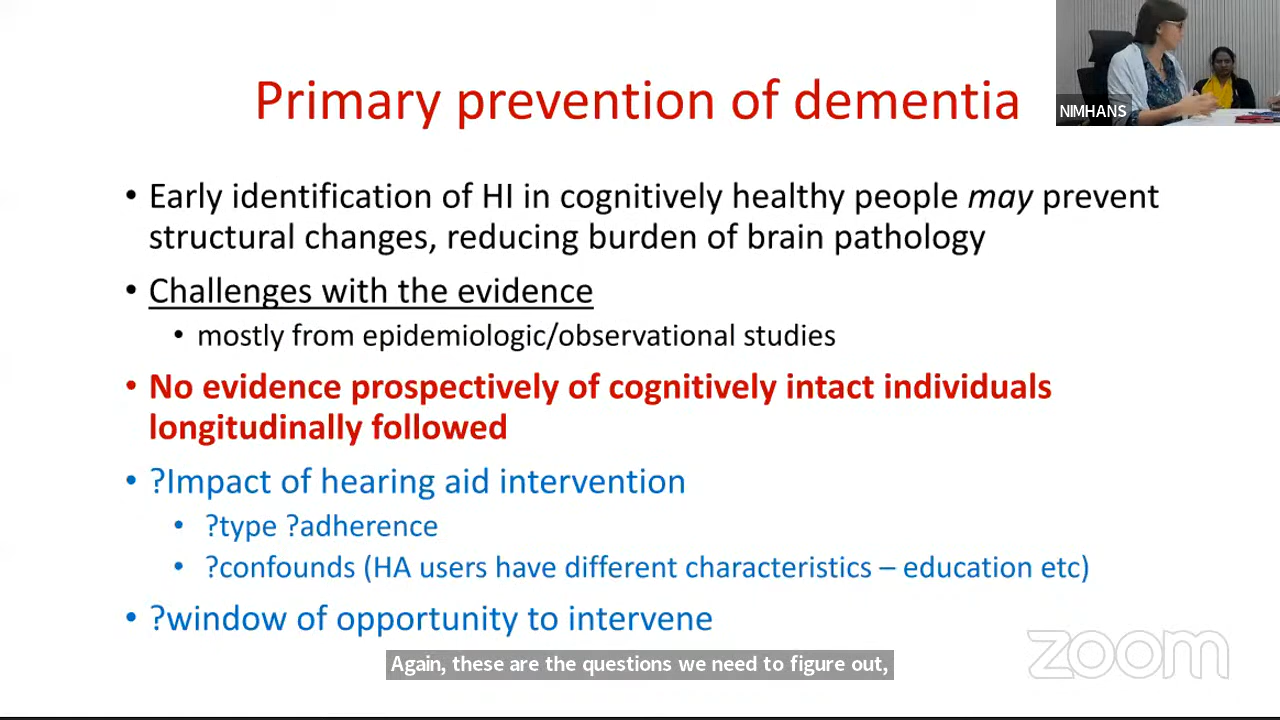 NIMHANS
Primary prevention of dementia
• Early identification of HI in cognitively healthy people may prevent
structural changes, reducing burden of brain pathology
• Challenges with the evidence
• mostly from epidemiologic/observational studies
• No evidence prospectively of cognitively intact individuals
longitudinally followed
• ?Impact of hearing aid intervention
• ?type ?adherence
• ?confounds (HA users have different characteristics – education etc)
• ?window of opportunity to intervene
zoom
Again, these are the questions we need to figure out,